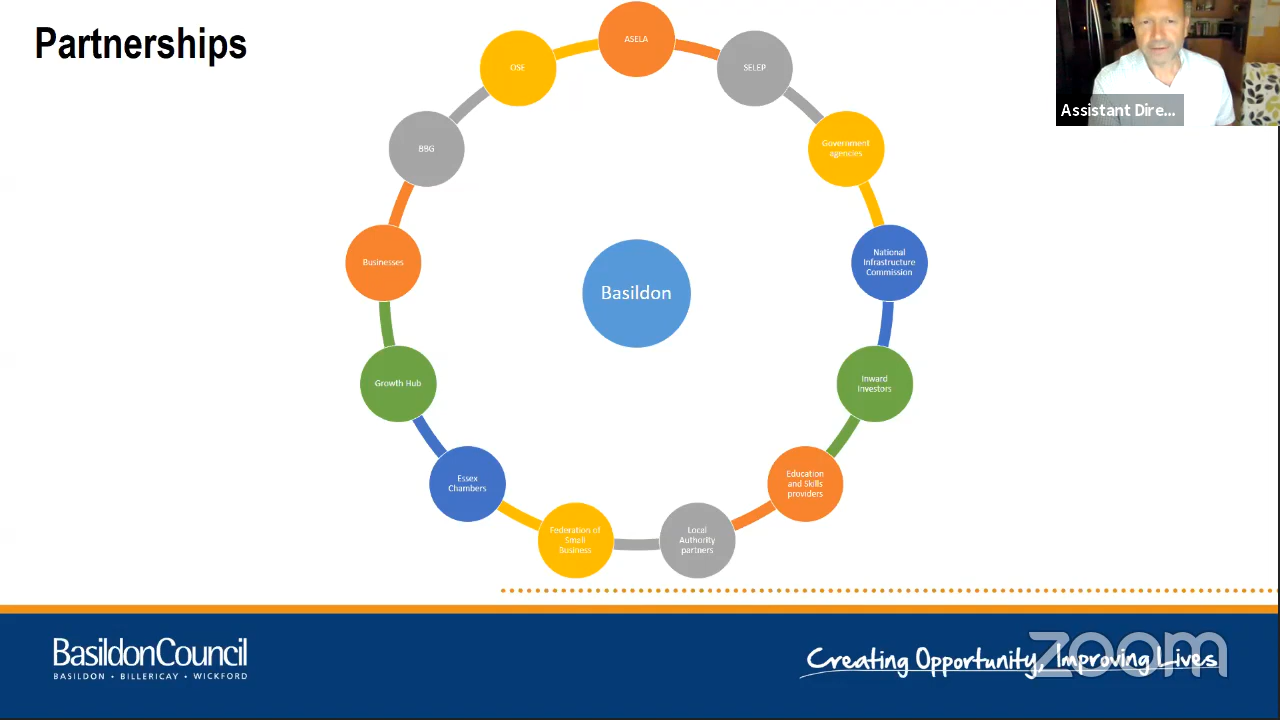 Partnerships
Assistant Dire...
ASELA
SELEP
Government
agencies
National
Infrastructure
Commission
Inward
Investors
Education
and Skills
providers
Local
Authority
partners
Federation of
Small
Business
Essex
Chambers
Growth Hub
Businesses
BBG
OSE
Basildon
BasildonCouncil
BASILDON • BILLERICAY • WICKFORD
Creating Opportunity, Improving Lives
zoom